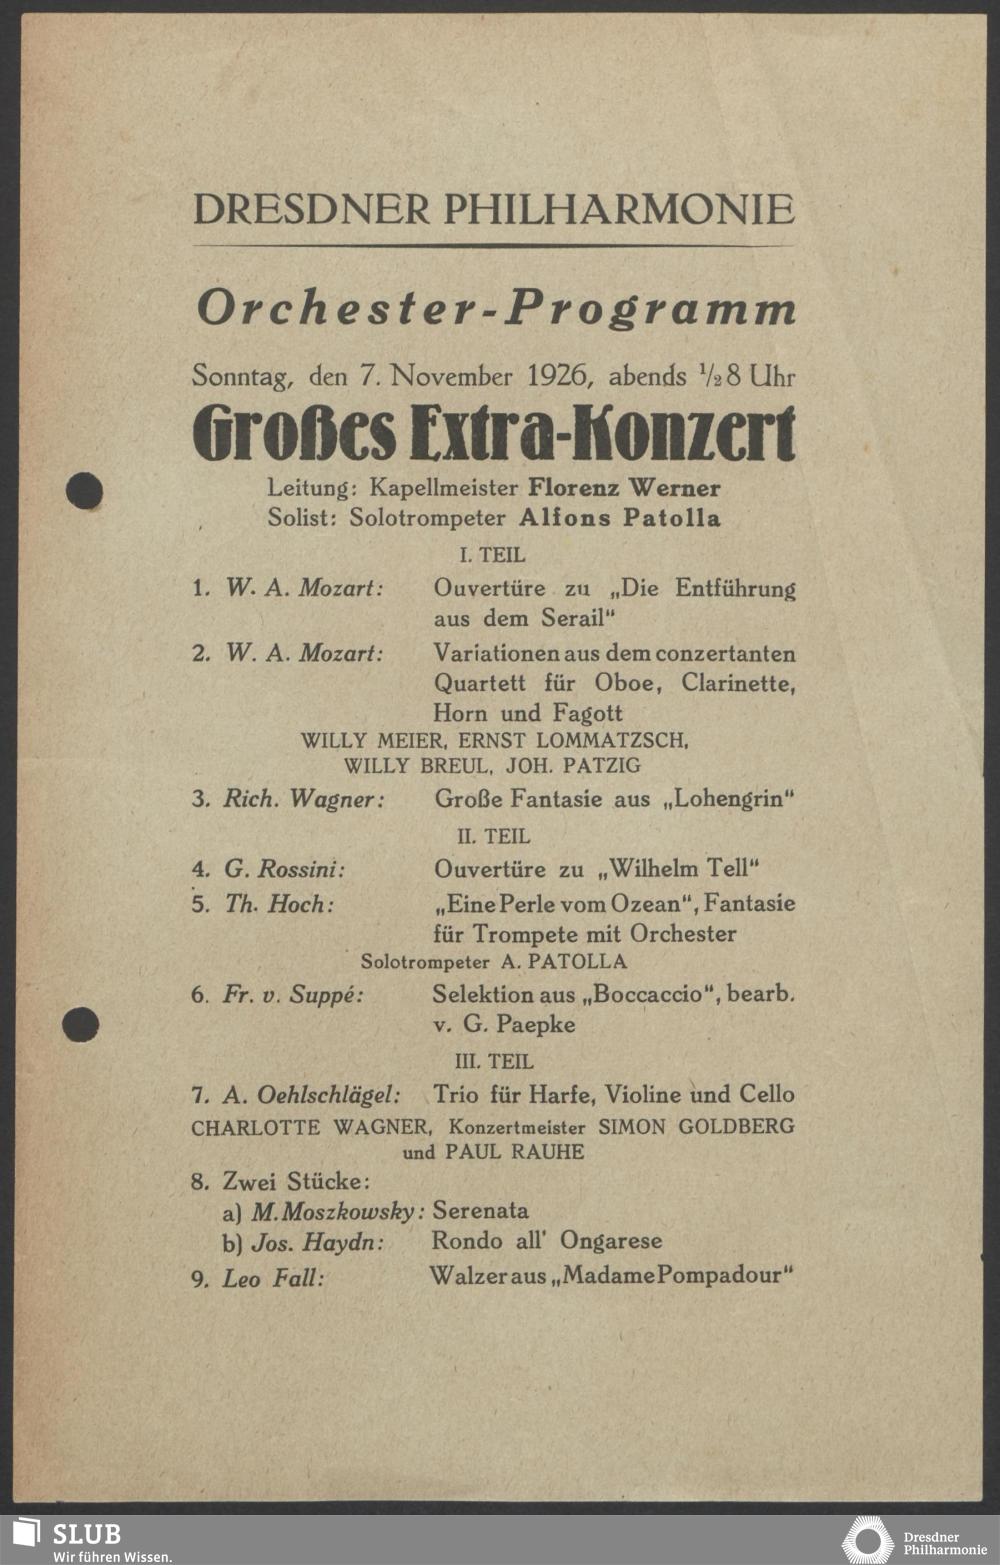 DRESDNER PHILHARMONIE
Orchester-Programm
Sonntag, den 7. November 1926, abends ½8 Uhr
Großes Extra-Konzert
Leitung: Kapellmeister Florenz Werner
Solist: Solotrompeter Alfons Patolla
I. TEIL
1. W. A. Mozart: Ouvertüre zu „Die Entführung
aus dem Serail“
2. W. A. Mozart: Variationen aus dem conzertanten
Quartett für Oboe, Clarinette,
Horn und Fagott
WILLY MEIER, ERNST LOMMATZSCH,
WILLY BREUL, JOH. PATZIG
3. Rich. Wagner: Große Fantasie aus „Lohengrin“
II. TEIL
4. G. Rossini: Ouvertüre zu „Wilhelm Tell“
5. Th. Hoch: „Eine Perle vom Ozean“, Fantasie
für Trompete mit Orchester
Solotrompeter A. PATOLLA
6. Fr. v. Suppé: Selektion aus „Boccaccio“, bearb.
v. G. Paepke
III. TEIL
7. A. Oehlschlägel: Trio für Harfe, Violine und Cello
CHARLOTTE WAGNER, Konzertmeister SIMON GOLDBERG
und PAUL RAUHE
8. Zwei Stücke:
a) M. Moszkowsky: Serenata
b) Jos. Haydn: Rondo all' Ongarese
9. Leo Fall: Walzer aus „Madame Pompadour“
SLUB
Wir führen Wissen.
Dresdner
Philharmonie